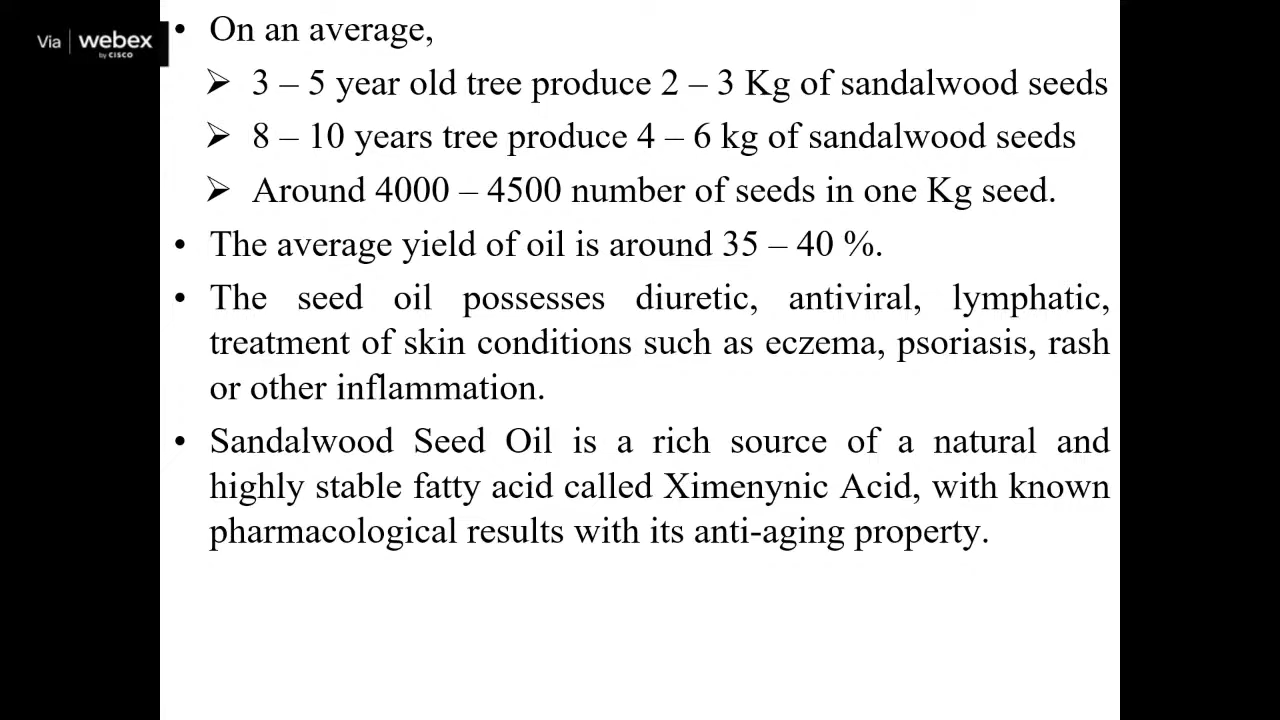 Via webex
by CISCO
• On an average,
➢ 3 – 5 year old tree produce 2 – 3 Kg of sandalwood seeds
➢ 8 – 10 years tree produce 4 – 6 kg of sandalwood seeds
➢ Around 4000 – 4500 number of seeds in one Kg seed.
• The average yield of oil is around 35 – 40 %.
• The seed oil possesses diuretic, antiviral, lymphatic,
treatment of skin conditions such as eczema, psoriasis, rash
or other inflammation.
• Sandalwood Seed Oil is a rich source of a natural and
highly stable fatty acid called Ximenynic Acid, with known
pharmacological results with its anti-aging property.